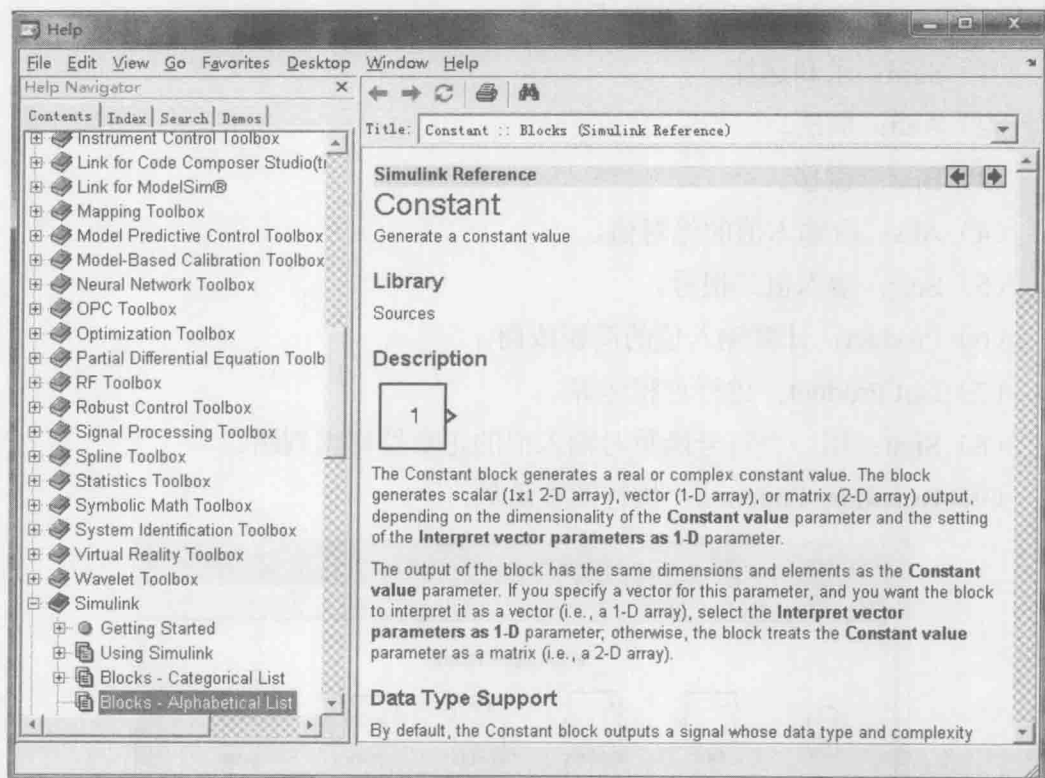 Help
File Edit View Go Favorites Desktop Window Help
Help Navigator
Contents Index Search Demos
Instrument Control Toolbox
Link for Code Composer Studio(t
Link for ModelSim®
Mapping Toolbox
Model Predictive Control Toolbox
Model-Based Calibration Toolbox
Neural Network Toolbox
OPC Toolbox
Optimization Toolbox
Partial Differential Equation Toolb
RF Toolbox
Robust Control Toolbox
Signal Processing Toolbox
Spline Toolbox
Statistics Toolbox
Symbolic Math Toolbox
System Identification Toolbox
Virtual Reality Toolbox
Wavelet Toolbox
Simulink
Getting Started
Using Simulink
Blocks - Categorical List
Blocks - Alphabetical List
Title: Constant :: Blocks (Simulink Reference)
Simulink Reference
Constant
Generate a constant value
Library
Sources
Description
1
The Constant block generates a real or complex constant value. The block
generates scalar (1x1 2-D array), vector (1-D array), or matrix (2-D array) output,
depending on the dimensionality of the Constant value parameter and the setting
of the Interpret vector parameters as 1-D parameter.
The output of the block has the same dimensions and elements as the Constant
value parameter. If you specify a vector for this parameter, and you want the block
to interpret it as a vector (i.e., a 1-D array), select the Interpret vector
parameters as 1-D parameter; otherwise, the block treats the Constant value
parameter as a matrix (i.e., a 2-D array).
Data Type Support
By default, the Constant block outputs a signal whose data type and complexity